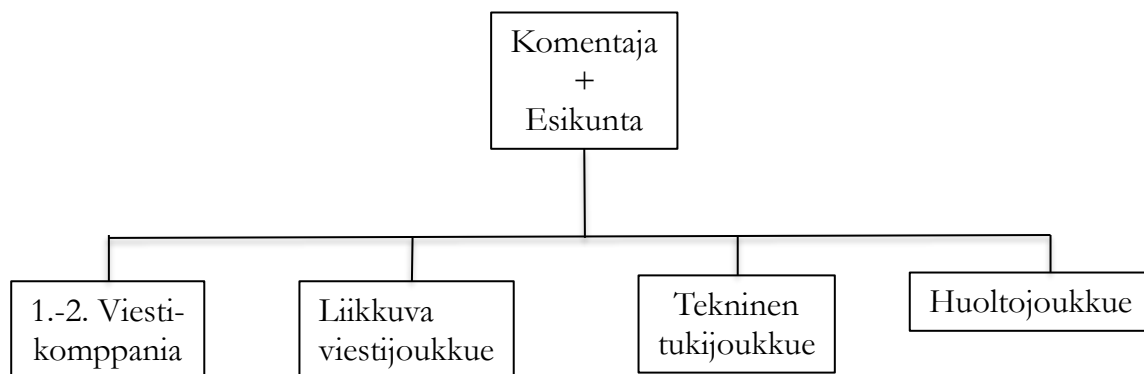 Komentaja
+
Esikunta
1.-2. Viesti-
komppania
Liikkuva
viestijoukkue
Tekninen
tukijoukkue
Huoltojoukkue